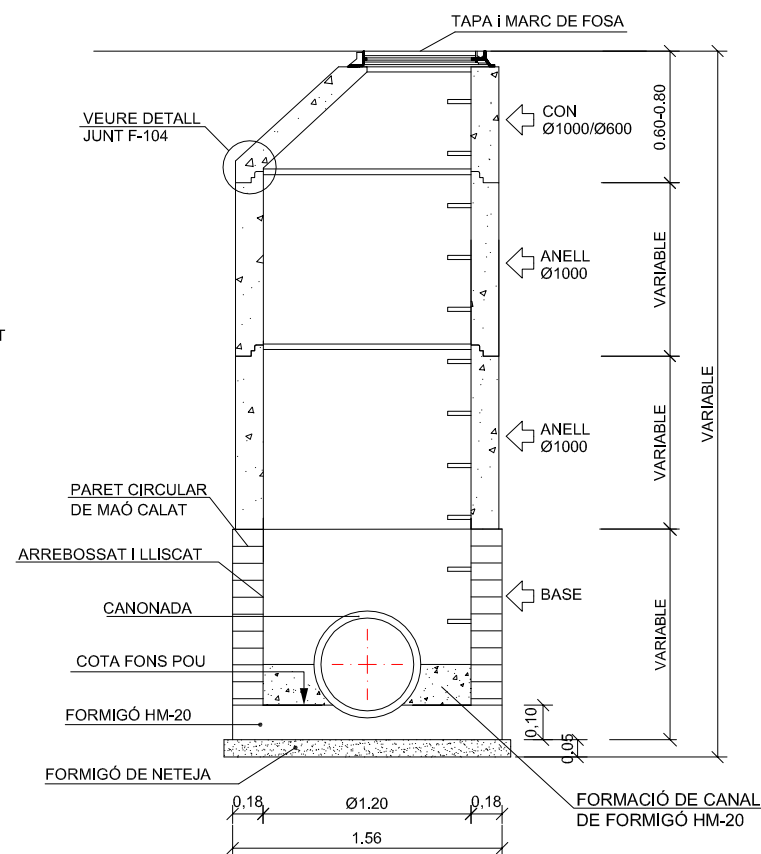 TAPA i MARC DE FOSA
VEURE DETALL
JUNT F-104
CON
Ø1000/Ø600
0.60-0.80
ANELL
Ø1000
VARIABLE
T
VARIABLE
ANELL
Ø1000
VARIABLE
PARET CIRCULAR
DE MAÓ CALAT
ARREBOSSAT I LLISCAT
CANONADA
BASE
VARIABLE
COTA FONS POU
FORMIGÓ HM-20
0,10
0,05
FORMIGÓ DE NETEJA
0,18
Ø1.20
0,18
1.56
FORMACIÓ DE CANAL
DE FORMIGÓ HM-20